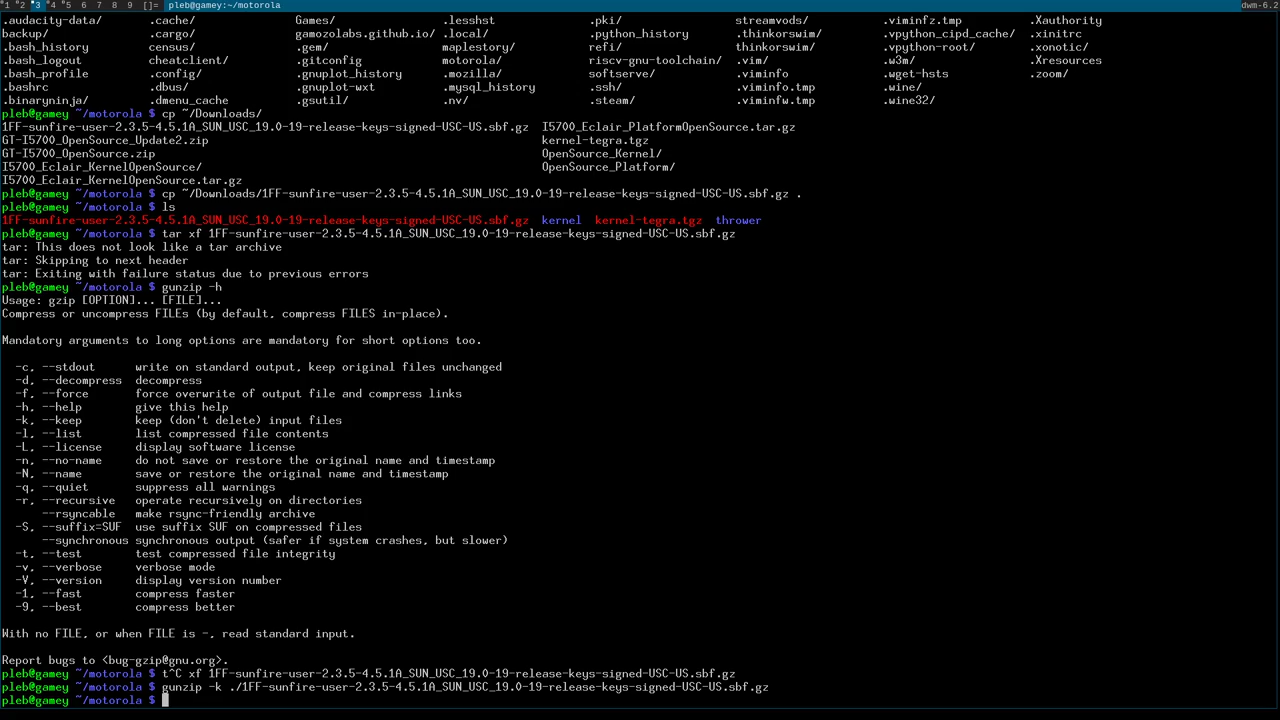 1 2 3 4 5 6 7 8 9 []= pleb@gamey:~/motorola dwm-6.2
.audacity-data/ .cache/ Games/ .lesshst .pki/ streamvods/ .viminfz.tmp .Xauthority
backup/ .cargo/ gamozolabs.github.io/ .local/ .python_history .thinkorswim/ .vpython_cipd_cache/ .xinitrc
.bash_history census/ .gem/ maplestory/ refi/ thinkorswim/ .vpython-root/ .xonotic/
.bash_logout cheatclient/ .gitconfig motorola/ riscv-gnu-toolchain/ .vim/ .w3m/ .Xresources
.bash_profile .config/ .gnuplot_history .mozilla/ softserve/ .viminfo .wget-hsts .zoom/
.bashrc .dbus/ .gnuplot-wxt .mysql_history .ssh/ .viminfo.tmp .wine/
.binaryninja/ .dmenu_cache .gsutil/ .nv/ .steam/ .viminfw.tmp .wine32/
pleb@gamey ~/motorola $ cp ~/Downloads/
1FF-sunfire-user-2.3.5-4.5.1A_SUN_USC_19.0-19-release-keys-signed-USC-US.sbf.gz I5700_Eclair_PlatformOpenSource.tar.gz
GT-I5700_OpenSource_Update2.zip kernel-tegra.tgz
GT-I5700_OpenSource.zip OpenSource_Kernel/
I5700_Eclair_KernelOpenSource/ OpenSource_Platform/
I5700_Eclair_KernelOpenSource.tar.gz
pleb@gamey ~/motorola $ cp ~/Downloads/1FF-sunfire-user-2.3.5-4.5.1A_SUN_USC_19.0-19-release-keys-signed-USC-US.sbf.gz .
pleb@gamey ~/motorola $ ls
1FF-sunfire-user-2.3.5-4.5.1A_SUN_USC_19.0-19-release-keys-signed-USC-US.sbf.gz kernel kernel-tegra.tgz thrower
pleb@gamey ~/motorola $ tar xf 1FF-sunfire-user-2.3.5-4.5.1A_SUN_USC_19.0-19-release-keys-signed-USC-US.sbf.gz
tar: This does not look like a tar archive
tar: Skipping to next header
tar: Exiting with failure status due to previous errors
pleb@gamey ~/motorola $ gunzip -h
Usage: gzip [OPTION]... [FILE]...
Compress or uncompress FILEs (by default, compress FILES in-place).
Mandatory arguments to long options are mandatory for short options too.
-c, --stdout write on standard output, keep original files unchanged
-d, --decompress decompress
-f, --force force overwrite of output file and compress links
-h, --help give this help
-k, --keep keep (don't delete) input files
-l, --list list compressed file contents
-L, --license display software license
-n, --no-name do not save or restore the original name and timestamp
-N, --name save or restore the original name and timestamp
-q, --quiet suppress all warnings
-r, --recursive operate recursively on directories
--rsyncable make rsync-friendly archive
-S, --suffix=SUF use suffix SUF on compressed files
--synchronous synchronous output (safer if system crashes, but slower)
-t, --test test compressed file integrity
-v, --verbose verbose mode
-V, --version display version number
-1, --fast compress faster
-9, --best compress better
With no FILE, or when FILE is -, read standard input.
Report bugs to <bug-gzip@gnu.org>.
pleb@gamey ~/motorola $ t^C xf 1FF-sunfire-user-2.3.5-4.5.1A_SUN_USC_19.0-19-release-keys-signed-USC-US.sbf.gz
pleb@gamey ~/motorola $ gunzip -k ./1FF-sunfire-user-2.3.5-4.5.1A_SUN_USC_19.0-19-release-keys-signed-USC-US.sbf.gz
pleb@gamey ~/motorola $